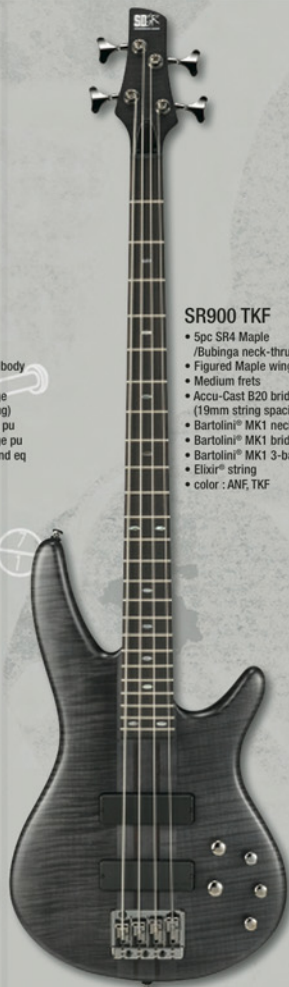 SR
body
e
g)
pu
e pu
nd eq
SR900 TKF
• 5pc SR4 Maple
/Bubinga neck-thru
• Figured Maple wing
• Medium frets
• Accu-Cast B20 brid
(19mm string spaci
• Bartolini® MK1 neck
• Bartolini® MK1 brid
• Bartolini® MK1 3-ba
• Elixir® string
• color : ANF, TKF